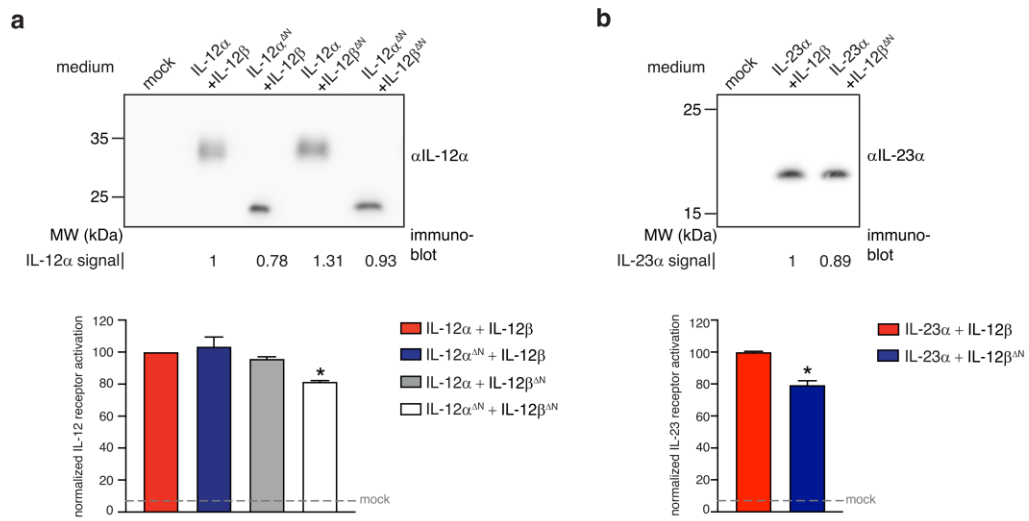 a
medium
mock
IL-12α
+IL-12β
IL-12α^ΔN
+IL-12β
IL-12α
+IL-12β^ΔN
IL-12α^ΔN
+IL-12β^ΔN
35
25
αIL-12α
MW (kDa)
immuno-
blot
IL-12α signal| 1 0.78 1.31 0.93
normalized IL-12 receptor activation
120
100
80
60
40
20
0
*
mock
IL-12α + IL-12β
IL-12α^ΔN + IL-12β
IL-12α + IL-12β^ΔN
IL-12α^ΔN + IL-12β^ΔN
b
medium
mock
IL-23α
+IL-12β
IL-23α
+IL-12β^ΔN
25
15
αIL-23α
MW (kDa)
immuno-
blot
IL-23α signal| 1 0.89
normalized IL-23 receptor activation
120
100
80
60
40
20
0
*
mock
IL-23α + IL-12β
IL-23α + IL-12β^ΔN